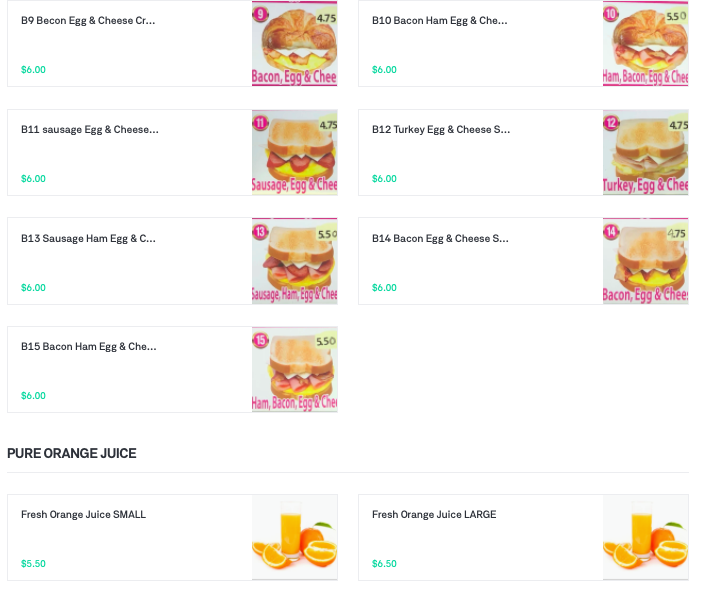 B9 Becon Egg & Cheese Cr...
$6.00
9
4.75
Bacon, Egg & Chee
B10 Bacon Ham Egg & Che...
$6.00
10
5.50
Ham, Bacon, Egg & Chee
B11 sausage Egg & Cheese...
$6.00
11
4.75
Sausage, Egg & Chee
B12 Turkey Egg & Cheese S...
$6.00
12
4.75
Turkey, Egg & Chee
B13 Sausage Ham Egg & C...
$6.00
13
5.50
Sausage, Ham, Egg & Chee
B14 Bacon Egg & Cheese S...
$6.00
14
4.75
Bacon, Egg & Chees
B15 Bacon Ham Egg & Che...
$6.00
15
5.50
Ham, Bacon, Egg & Chee
PURE ORANGE JUICE
Fresh Orange Juice SMALL
$5.50
Fresh Orange Juice LARGE
$6.50